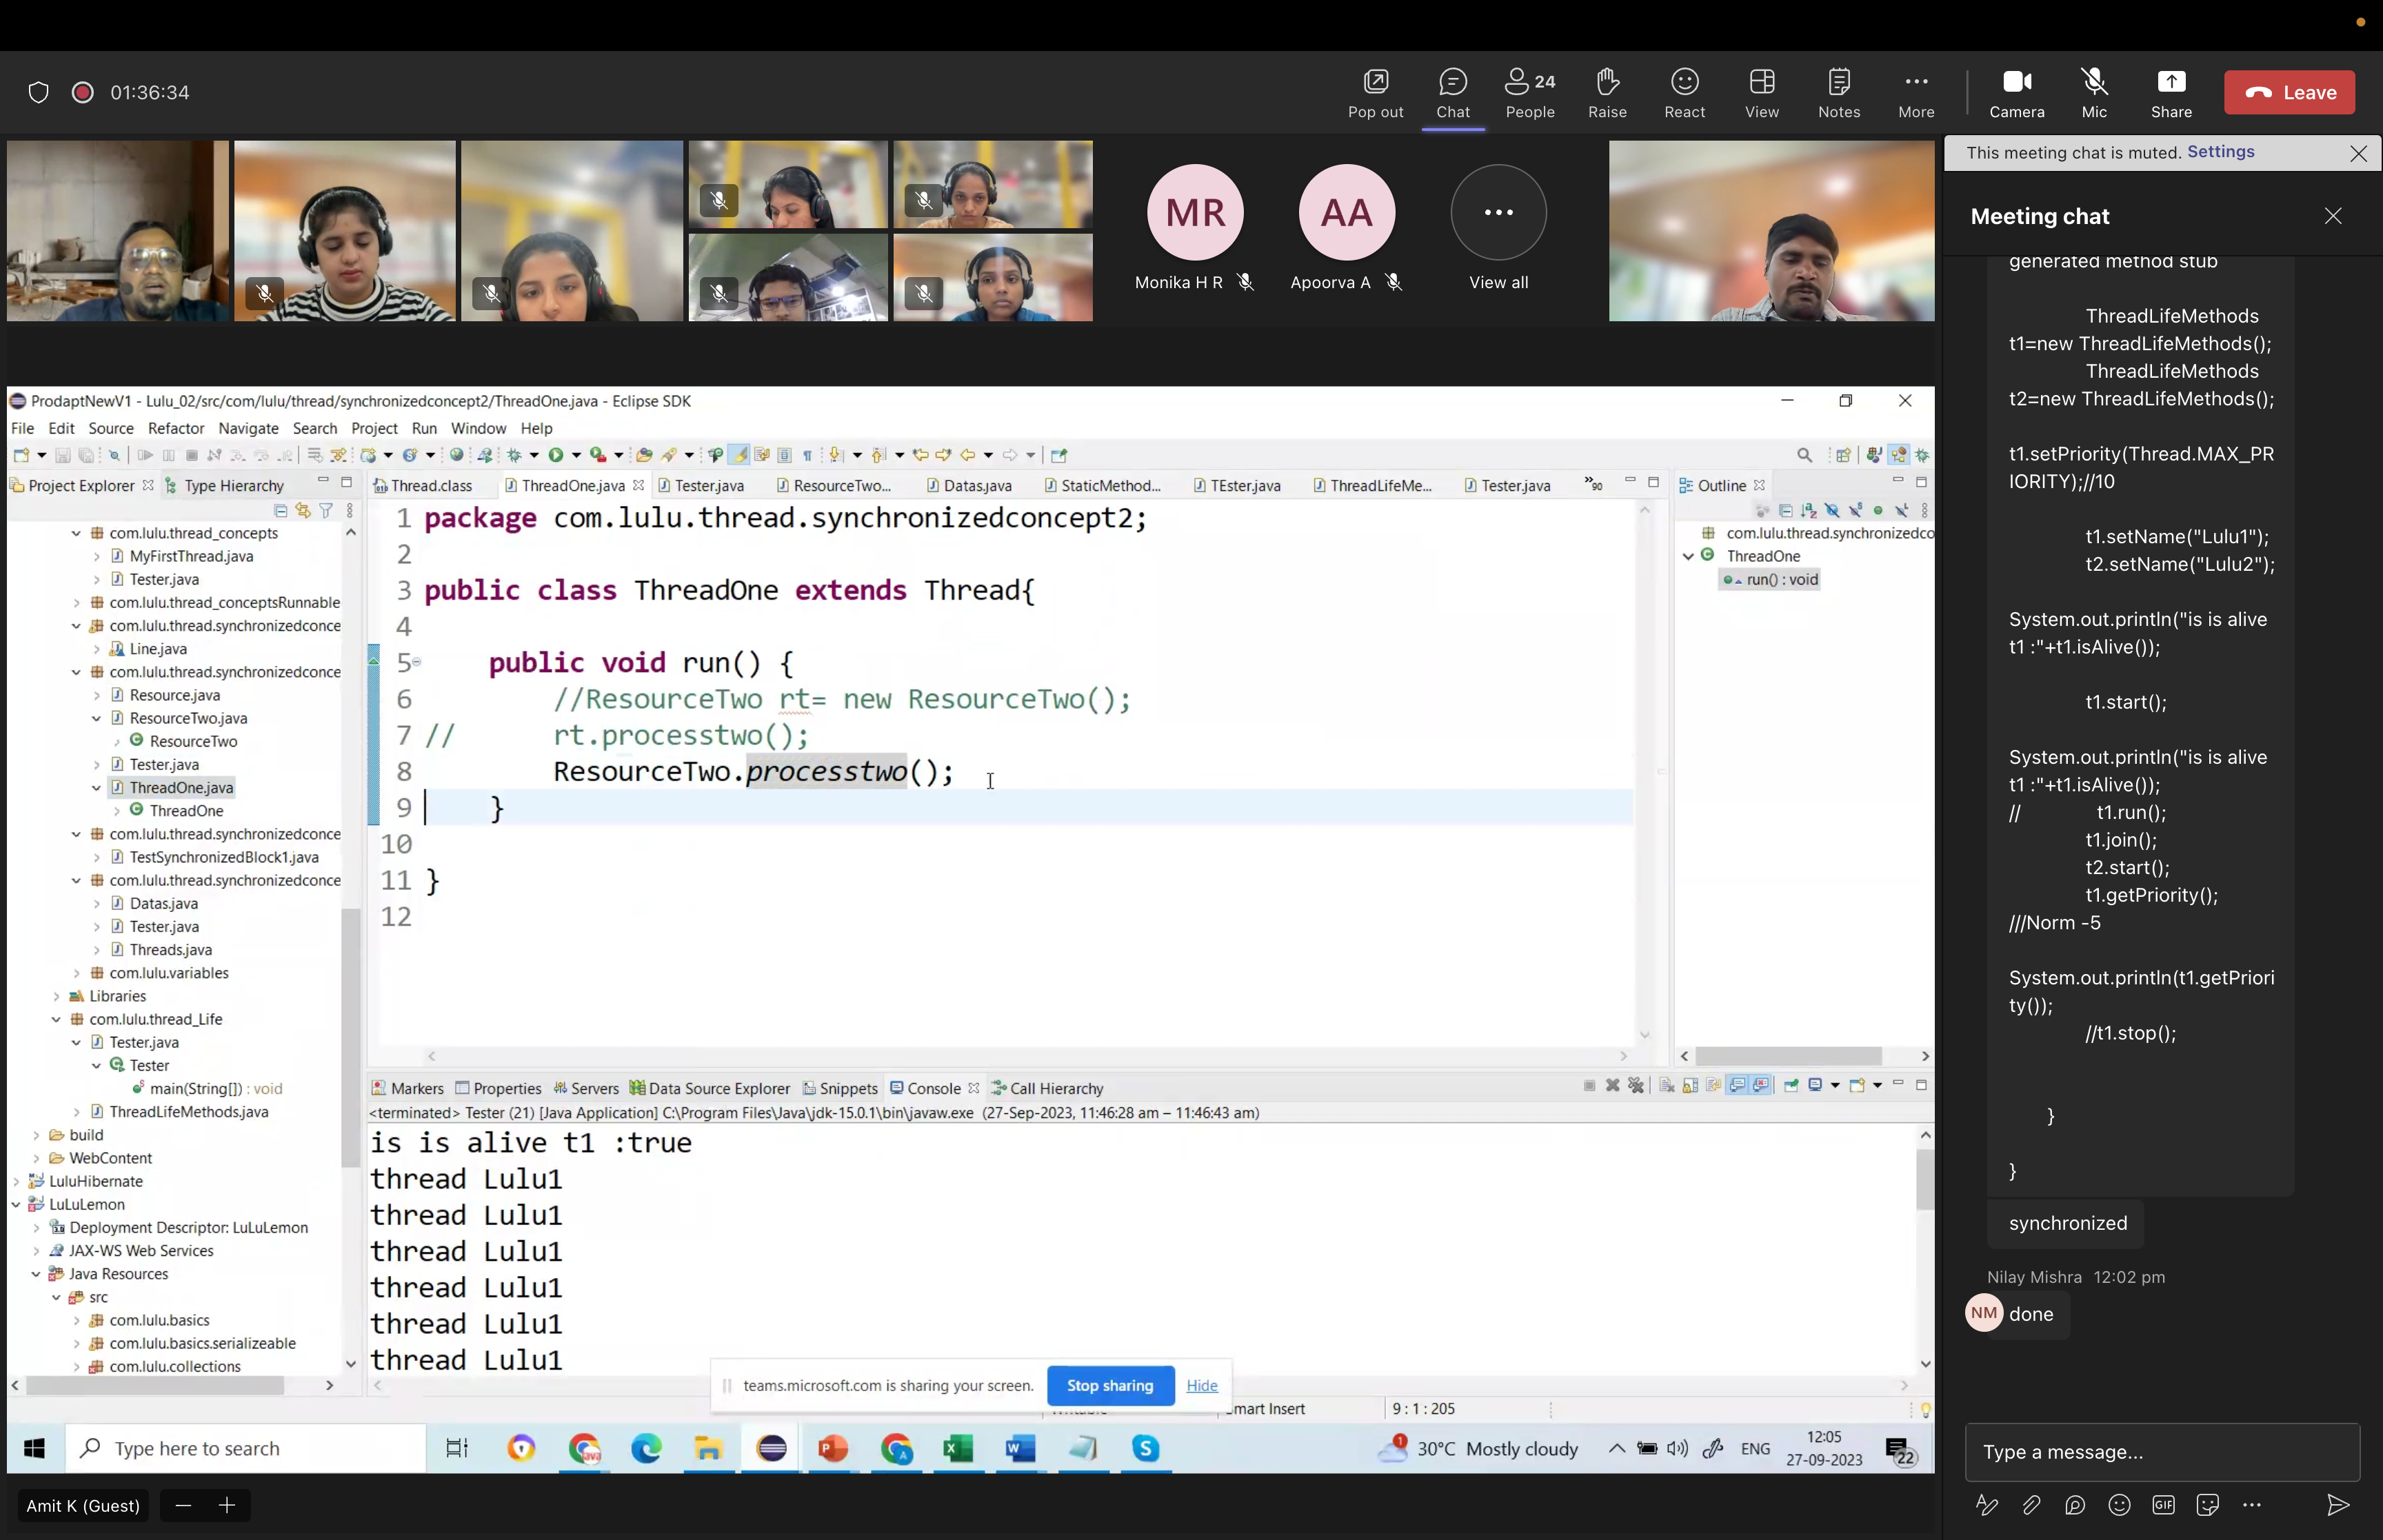 01:36:34
Pop out
Chat
24
People
Raise
React
View
Notes
More
Camera
Mic
Share
Leave
MR
Monika H R
AA
Apoorva A
View all
This meeting chat is muted. Settings
Meeting chat
generated method stub
ThreadLifeMethods
t1=new ThreadLifeMethods();
ThreadLifeMethods
t2=new ThreadLifeMethods();
t1.setPriority(Thread.MAX_PR
IORITY);//10
t1.setName("Lulu1");
t2.setName("Lulu2");
System.out.println("is is alive
t1 :"+t1.isAlive());
t1.start();
System.out.println("is is alive
t1 :"+t1.isAlive());
// t1.run();
t1.join();
t2.start();
t1.getPriority();
///Norm -5
System.out.println(t1.getPriori
ty());
//t1.stop();
}
}
synchronized
Nilay Mishra 12:02 pm
NM
done
Type a message...
GIF
ProdaptNewV1 - Lulu_02/src/com/lulu/thread/synchronizedconcept2/ThreadOne.java - Eclipse SDK
File Edit Source Refactor Navigate Search Project Run Window Help
Project Explorer
Type Hierarchy
com.lulu.thread_concepts
MyFirstThread.java
Tester.java
com.lulu.thread_conceptsRunnable
com.lulu.thread.synchronizedconce
Line.java
com.lulu.thread.synchronizedconce
Resource.java
ResourceTwo.java
ResourceTwo
Tester.java
ThreadOne.java
ThreadOne
com.lulu.thread.synchronizedconce
TestSynchronizedBlock1.java
com.lulu.thread.synchronizedconce
Datas.java
Tester.java
Threads.java
com.lulu.variables
Libraries
com.lulu.thread_Life
Tester.java
Tester
main(String[]) : void
ThreadLifeMethods.java
build
WebContent
LuluHibernate
LuLuLemon
Deployment Descriptor: LuLuLemon
JAX-WS Web Services
Java Resources
src
com.lulu.basics
com.lulu.basics.serializeable
com.lulu.collections
Thread.class
ThreadOne.java
Tester.java
ResourceTwo...
Datas.java
StaticMethod...
TEster.java
ThreadLifeMe...
Tester.java
»90
1 package com.lulu.thread.synchronizedconcept2;
2
3 public class ThreadOne extends Thread{
4
5 public void run() {
6 //ResourceTwo rt= new ResourceTwo();
7 // rt.processtwo();
8 ResourceTwo.processtwo();
9 }
10
11 }
12
Outline
com.lulu.thread.synchronizedco
ThreadOne
run() : void
Markers
Properties
Servers
Data Source Explorer
Snippets
Console
Call Hierarchy
<terminated> Tester (21) [Java Application] C:\Program Files\Java\jdk-15.0.1\bin\javaw.exe (27-Sep-2023, 11:46:28 am – 11:46:43 am)
is is alive t1 :true
thread Lulu1
thread Lulu1
thread Lulu1
thread Lulu1
thread Lulu1
thread Lulu1
teams.microsoft.com is sharing your screen.
Stop sharing
Hide
mart Insert
9 : 1 : 205
Type here to search
30°C Mostly cloudy
ENG
12:05
27-09-2023
22
Amit K (Guest)